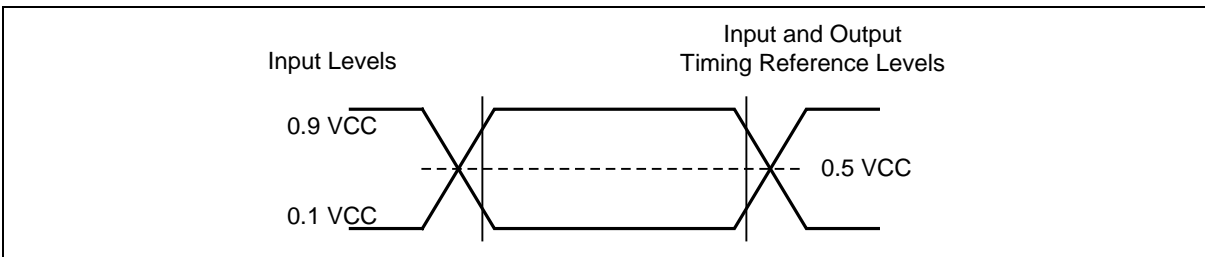 Input Levels
Input and Output
Timing Reference Levels
0.9 VCC
0.5 VCC
0.1 VCC